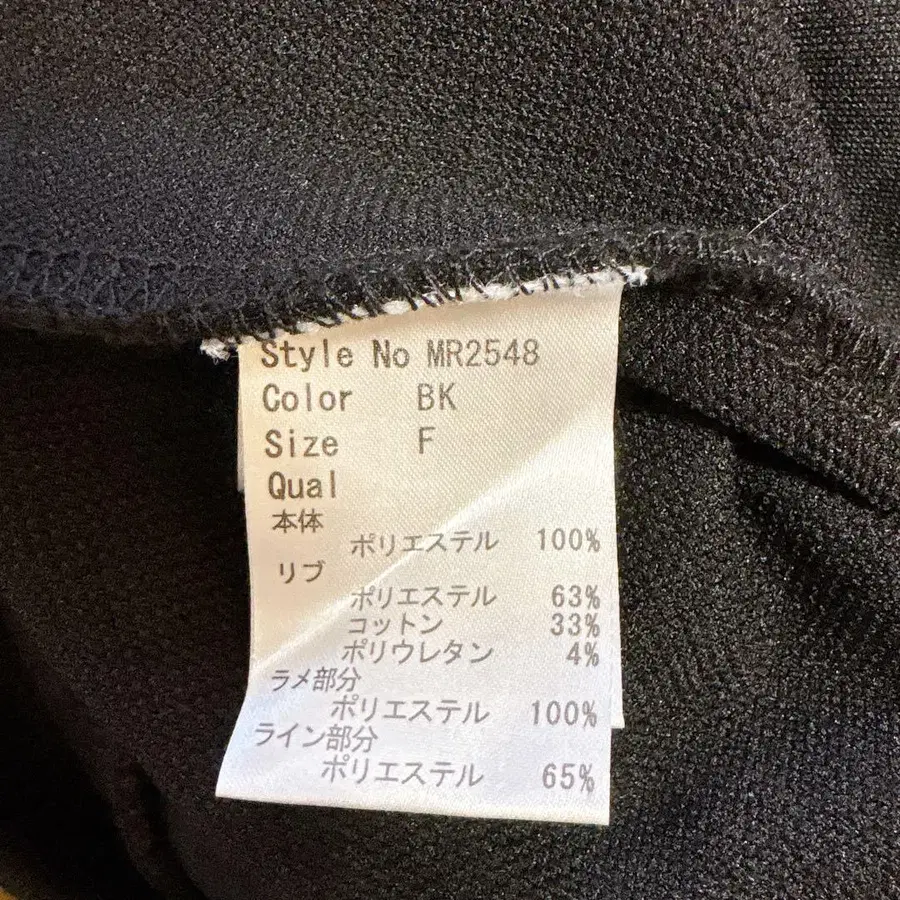 Style No MR2548
Color BK
Size F
Qual
本体
ポリエステル 100%
リブ
ポリエステル 63%
コットン 33%
ポリウレタン 4%
ラメ部分
ポリエステル 100%
ライン部分
ポリエステル 65%